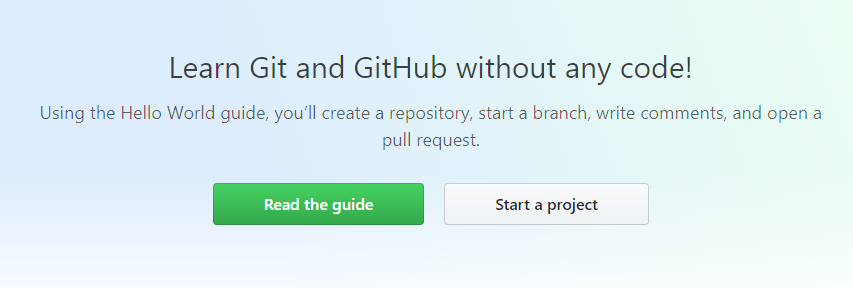 Learn Git and GitHub without any code!
Using the Hello World guide, you’ll create a repository, start a branch, write comments, and open a
pull request.
Read the guide
Start a project